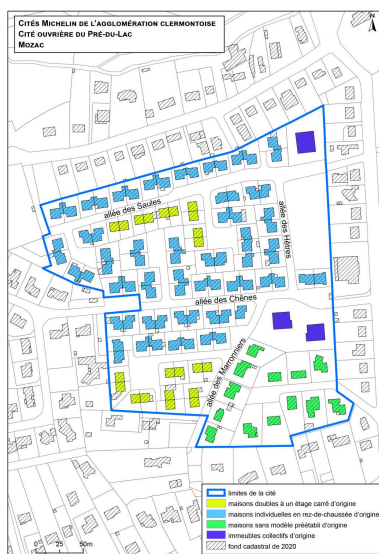 Cités Michelin de l'agglomération clermontoise
Cité ouvrière du Pré-du-Lac
Mozac
N
allée des Saules
allée des Hêtres
allée des Chênes
allée des Marronniers
limites de la cité
maisons doubles à un étage carré d'origine
maisons individuelles en rez-de-chaussée d'origine
maisons sans modèle préétabli d'origine
immeubles collectifs d'origine
fond cadastral de 2020
0 25 50m